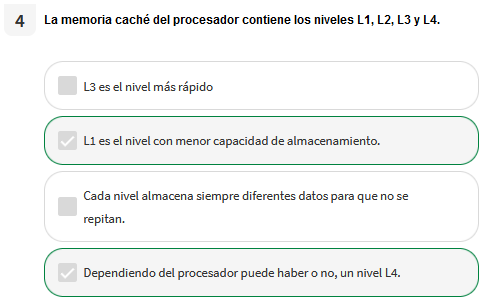 4 La memoria caché del procesador contiene los niveles L1, L2, L3 y L4.
L3 es el nivel más rápido
L1 es el nivel con menor capacidad de almacenamiento.
Cada nivel almacena siempre diferentes datos para que no se
repitan.
Dependiendo del procesador puede haber o no, un nivel L4.